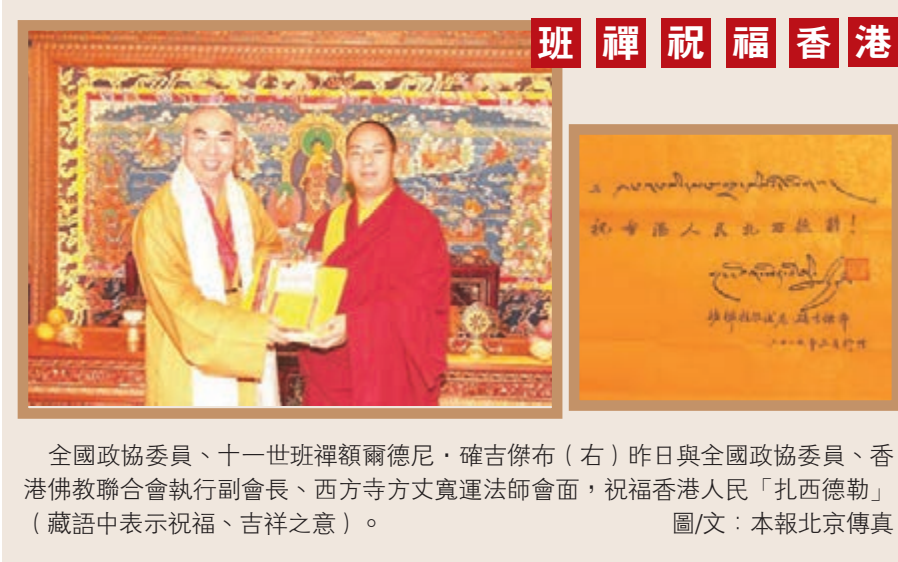 班禪祝福香港
祝香港人民扎西德勒！
全國政協委員、十一世班禪額爾德尼·確吉傑布（右）昨日與全國政協委員、香
港佛教聯合會執行副會長、西方寺方丈寬運法師會面，祝福香港人民「扎西德勒」
（藏語中表示祝福、吉祥之意）。
圖/文：本報北京傳真